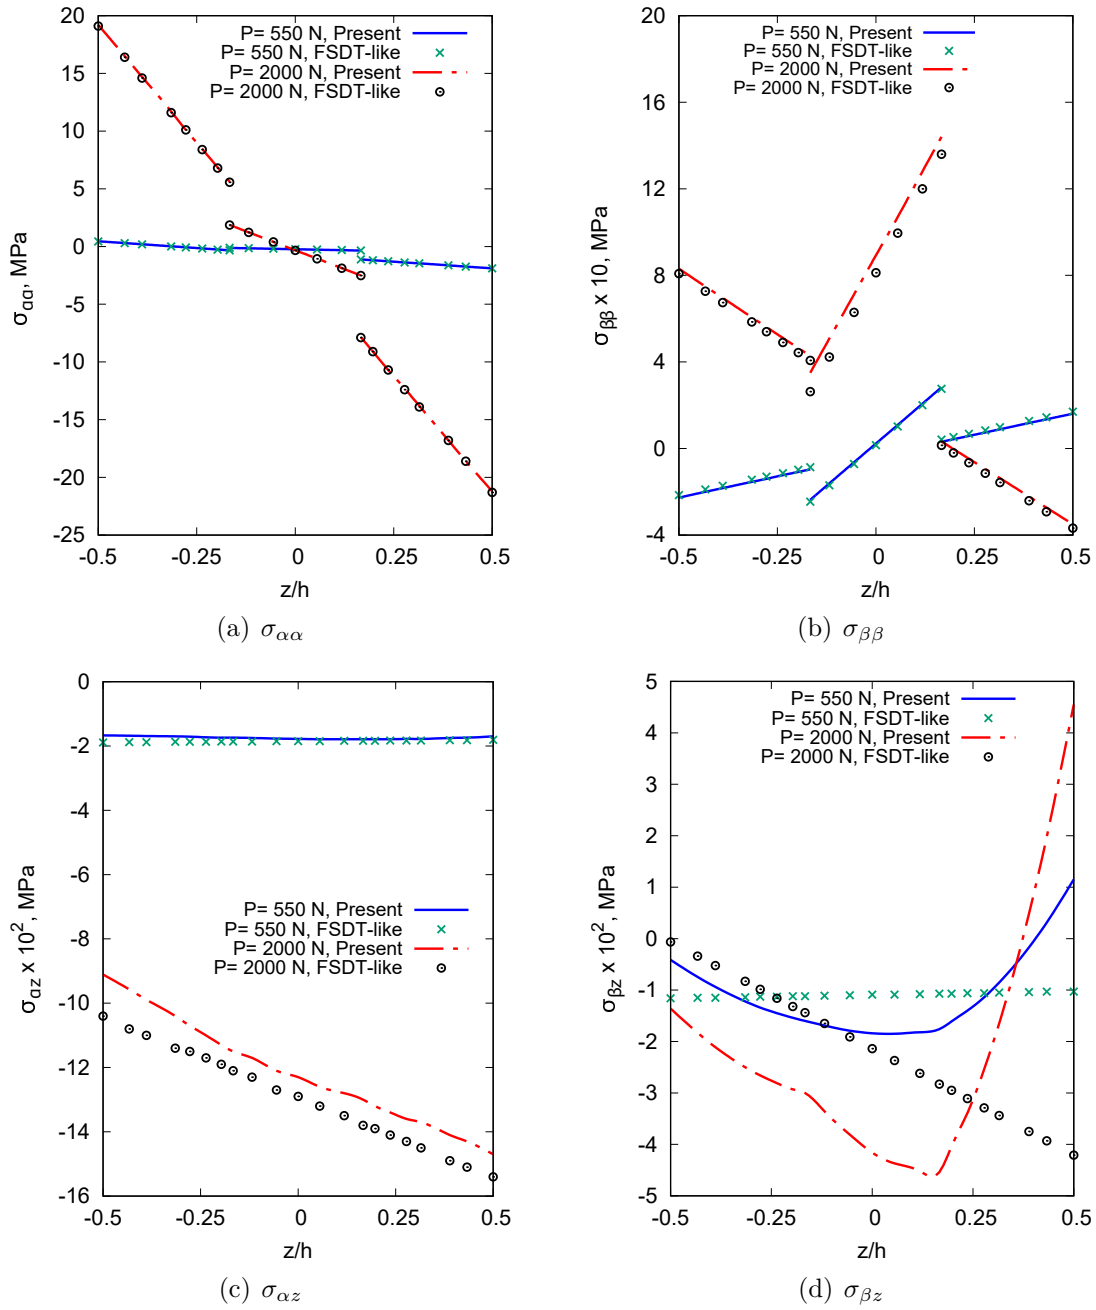 20
15
10
5
0
-5
-10
-15
-20
-25
-0.5
-0.25
0
0.25
0.5
σαα, MPa
z/h
P= 550 N, Present
P= 550 N, FSDT-like
P= 2000 N, Present
P= 2000 N, FSDT-like
(a) σαα
20
16
12
8
4
0
-4
-0.5
-0.25
0
0.25
0.5
σββ x 10, MPa
z/h
P= 550 N, Present
P= 550 N, FSDT-like
P= 2000 N, Present
P= 2000 N, FSDT-like
(b) σββ
0
-2
-4
-6
-8
-10
-12
-14
-16
-0.5
-0.25
0
0.25
0.5
σαz x 10², MPa
z/h
P= 550 N, Present
P= 550 N, FSDT-like
P= 2000 N, Present
P= 2000 N, FSDT-like
(c) σαz
5
4
3
2
1
0
-1
-2
-3
-4
-5
-0.5
-0.25
0
0.25
0.5
σβz x 10², MPa
z/h
P= 550 N, Present
P= 550 N, FSDT-like
P= 2000 N, Present
P= 2000 N, FSDT-like
(d) σβz